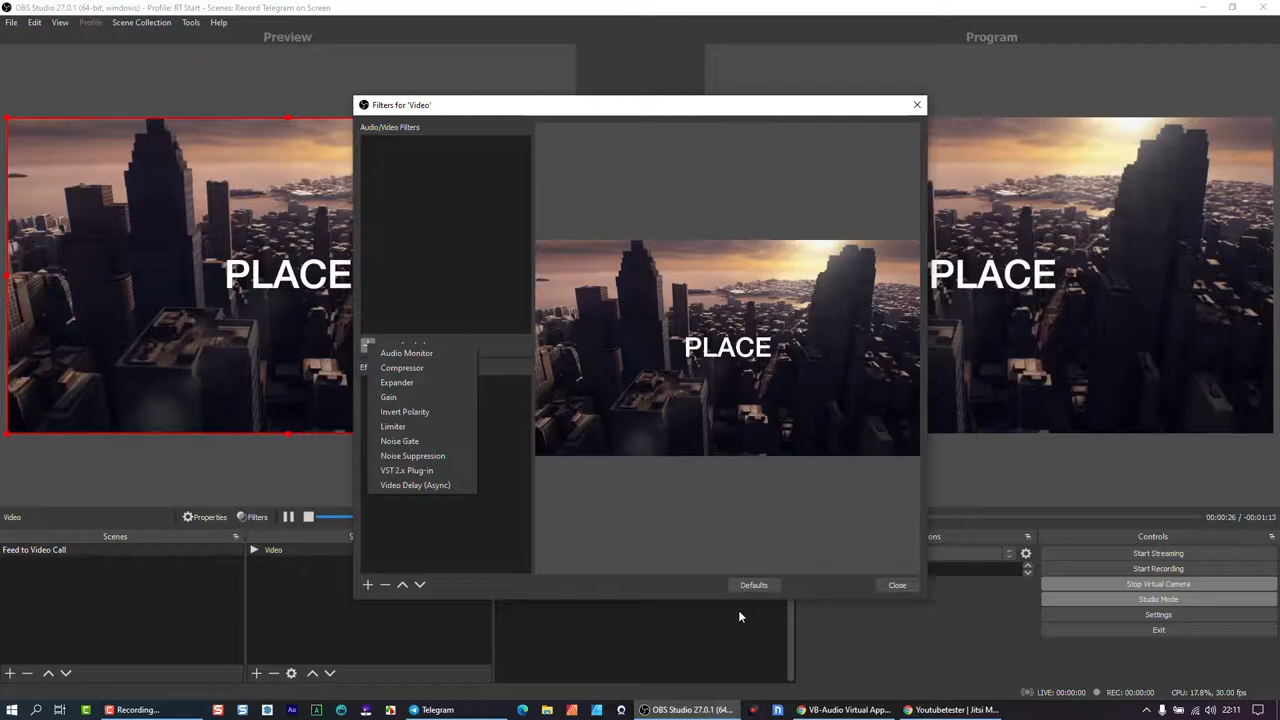 OBS Studio 27.0.1 (64-bit, windows) - Profile: RT Start - Scenes: Record Telegram on Screen
File Edit View Profile Scene Collection Tools Help
Preview
Program
Filters for 'Video'
Audio/Video Filters
PLACE
PLACE
PLACE
Audio Monitor
Compressor
Expander
Gain
Invert Polarity
Limiter
Noise Gate
Noise Suppression
VST 2.x Plug-in
Video Delay (Async)
Defaults
Close
Video
Properties
Filters
00:00:26 / -00:01:13
Scenes
Controls
Feed to Video Call
Video
Start Streaming
Start Recording
Stop Virtual Camera
Studio Mode
Settings
Exit
LIVE: 00:00:00
REC: 00:00:00
CPU: 17.8%, 30.00 fps
Recording...
Telegram
OBS Studio 27.0.1 (64...
VB-Audio Virtual App...
Youtubetester | Jitsi M...
22:11